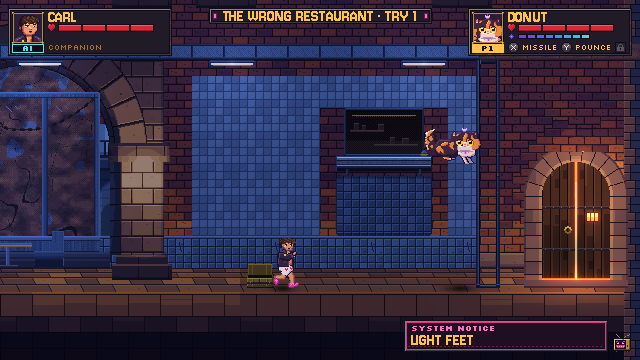 CARL
AI COMPANION
THE WRONG RESTAURANT · TRY 1
DONUT
P1 X MISSILE Y POUNCE
SYSTEM NOTICE
LIGHT FEET